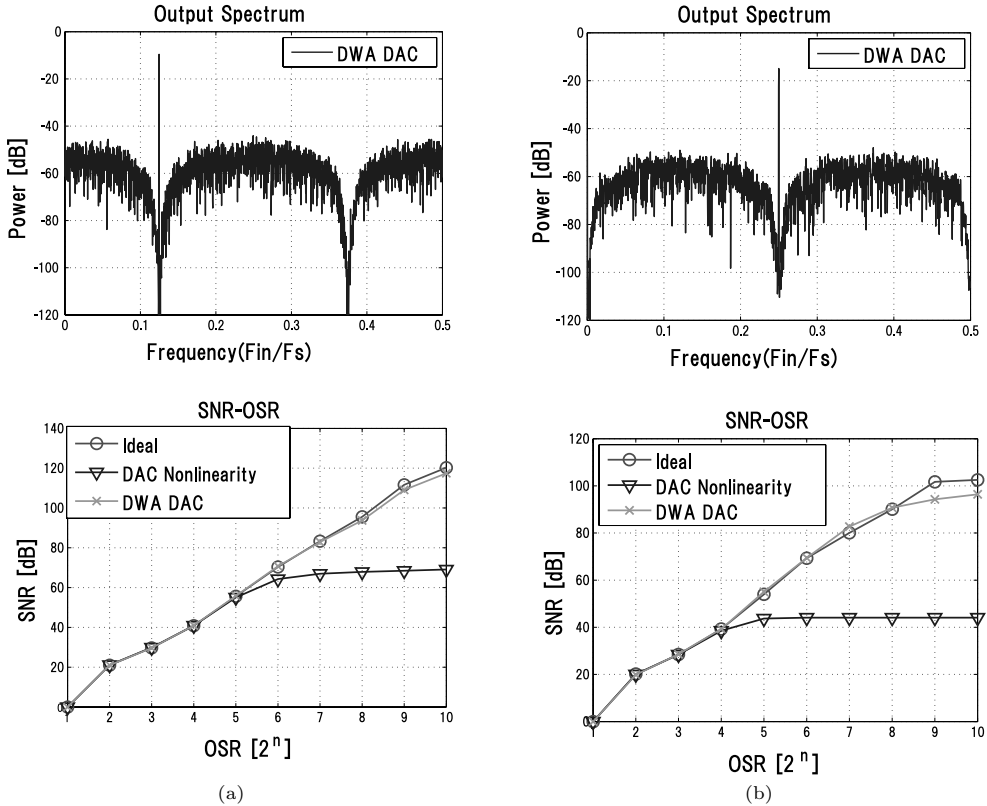 Output Spectrum
DWA DAC
0
-20
-40
-60
-80
-100
-120
Power [dB]
0 0.1 0.2 0.3 0.4 0.5
Frequency(Fin/Fs)
Output Spectrum
DWA DAC
0
-20
-40
-60
-80
-100
-120
Power [dB]
0 0.1 0.2 0.3 0.4 0.5
Frequency(Fin/Fs)
SNR-OSR
Ideal
DAC Nonlinearity
DWA DAC
140
120
100
80
60
40
20
0
SNR [dB]
1 2 3 4 5 6 7 8 9 10
OSR [2^n]
(a)
SNR-OSR
Ideal
DAC Nonlinearity
DWA DAC
120
100
80
60
40
20
0
SNR [dB]
1 2 3 4 5 6 7 8 9 10
OSR [2^n]
(b)